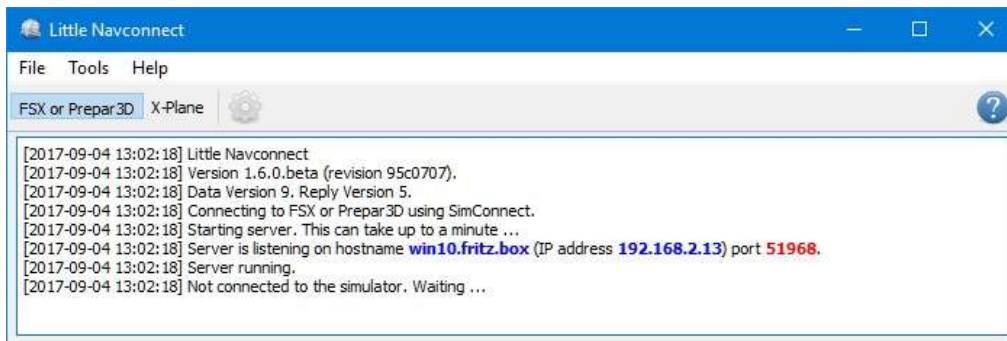 Little Navconnect
File Tools Help
FSX or Prepar3D X-Plane
[2017-09-04 13:02:18] Little Navconnect
[2017-09-04 13:02:18] Version 1.6.0.beta (revision 95c0707).
[2017-09-04 13:02:18] Data Version 9. Reply Version 5.
[2017-09-04 13:02:18] Connecting to FSX or Prepar3D using SimConnect.
[2017-09-04 13:02:18] Starting server. This can take up to a minute ...
[2017-09-04 13:02:18] Server is listening on hostname win10.fritz.box (IP address 192.168.2.13) port 51968.
[2017-09-04 13:02:18] Server running.
[2017-09-04 13:02:18] Not connected to the simulator. Waiting ...